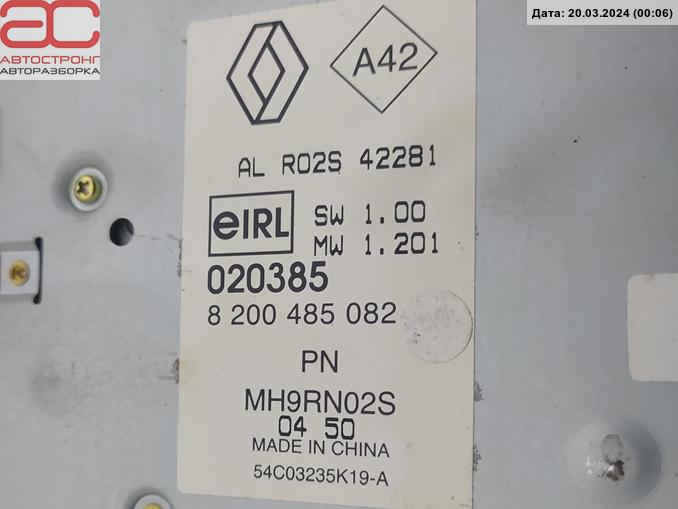 Дата: 20.03.2024 (00:06)
АС
АВТОСТРОНГ
АВТОРАЗБОРКА
A42
AL R02S 42281
eIRL
SW 1.00
MW 1.201
020385
8 200 485 082
PN
MH9RN02S
04 50
MADE IN CHINA
54C03235K19-A